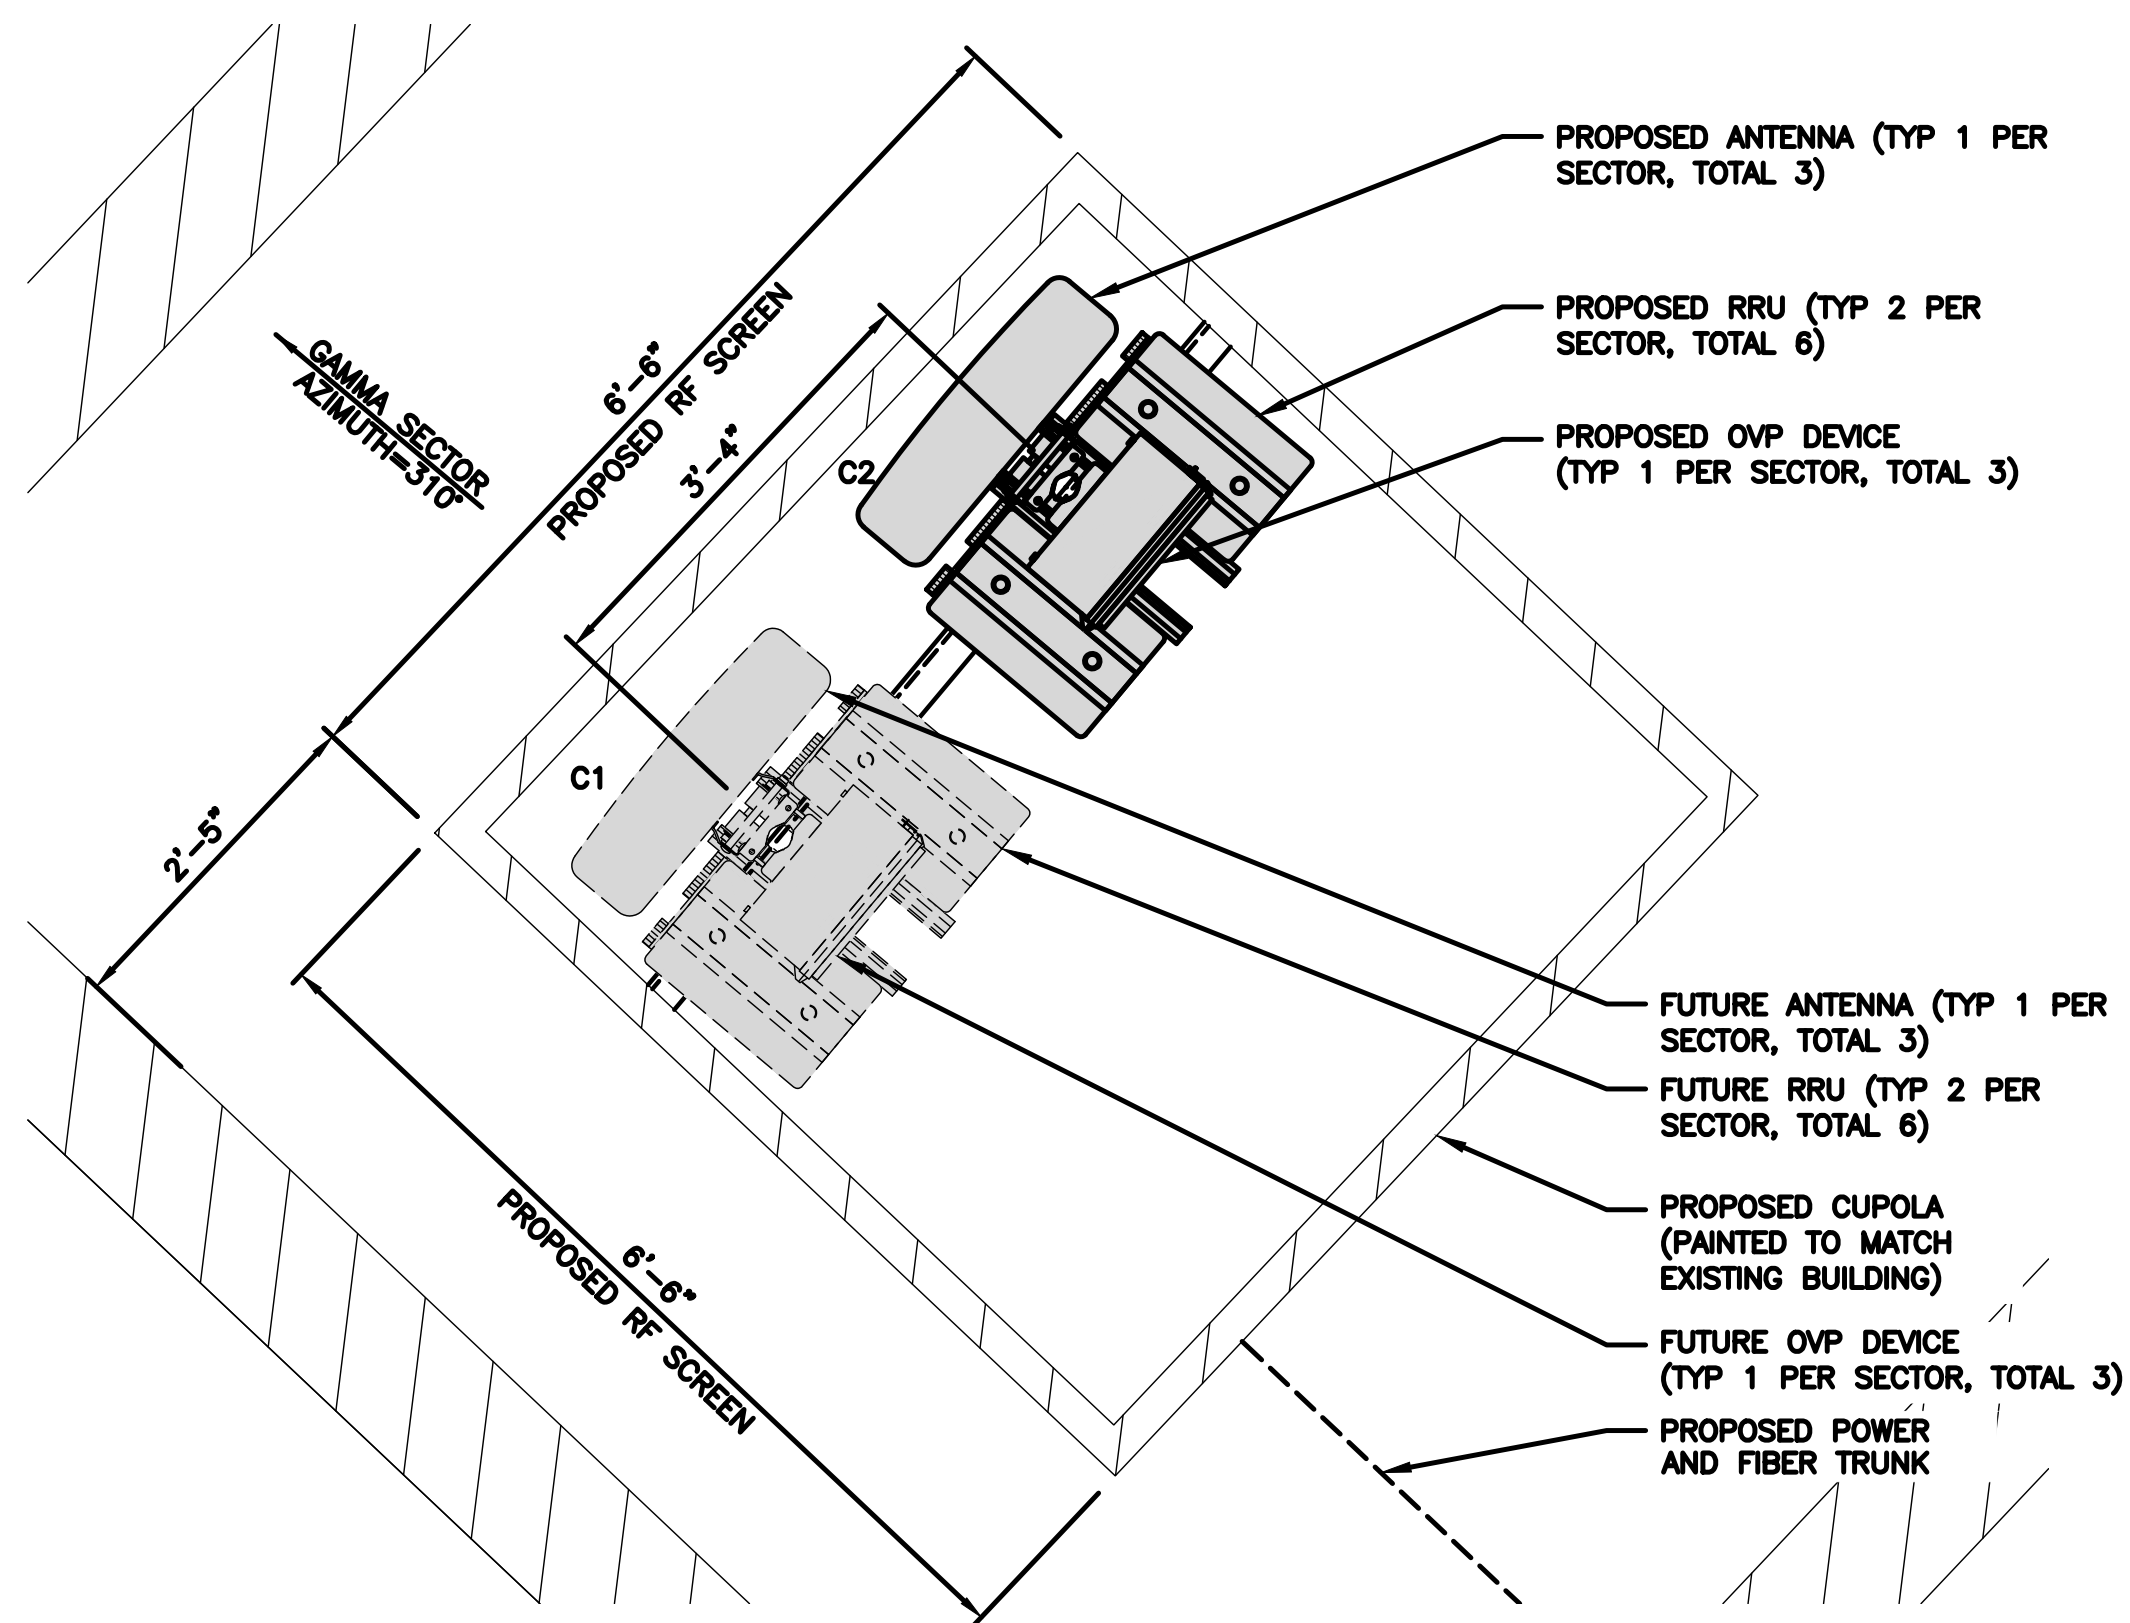 PROPOSED ANTENNA (TYP 1 PER
SECTOR, TOTAL 3)
PROPOSED RRU (TYP 2 PER
SECTOR, TOTAL 6)
PROPOSED OVP DEVICE
(TYP 1 PER SECTOR, TOTAL 3)
6'-6"
PROPOSED RF SCREEN
3'-4"
GAMMA SECTOR
AZIMUTH=310°
C2
C1
2'-5"
6'-6"
PROPOSED RF SCREEN
FUTURE ANTENNA (TYP 1 PER
SECTOR, TOTAL 3)
FUTURE RRU (TYP 2 PER
SECTOR, TOTAL 6)
PROPOSED CUPOLA
(PAINTED TO MATCH
EXISTING BUILDING)
FUTURE OVP DEVICE
(TYP 1 PER SECTOR, TOTAL 3)
PROPOSED POWER
AND FIBER TRUNK